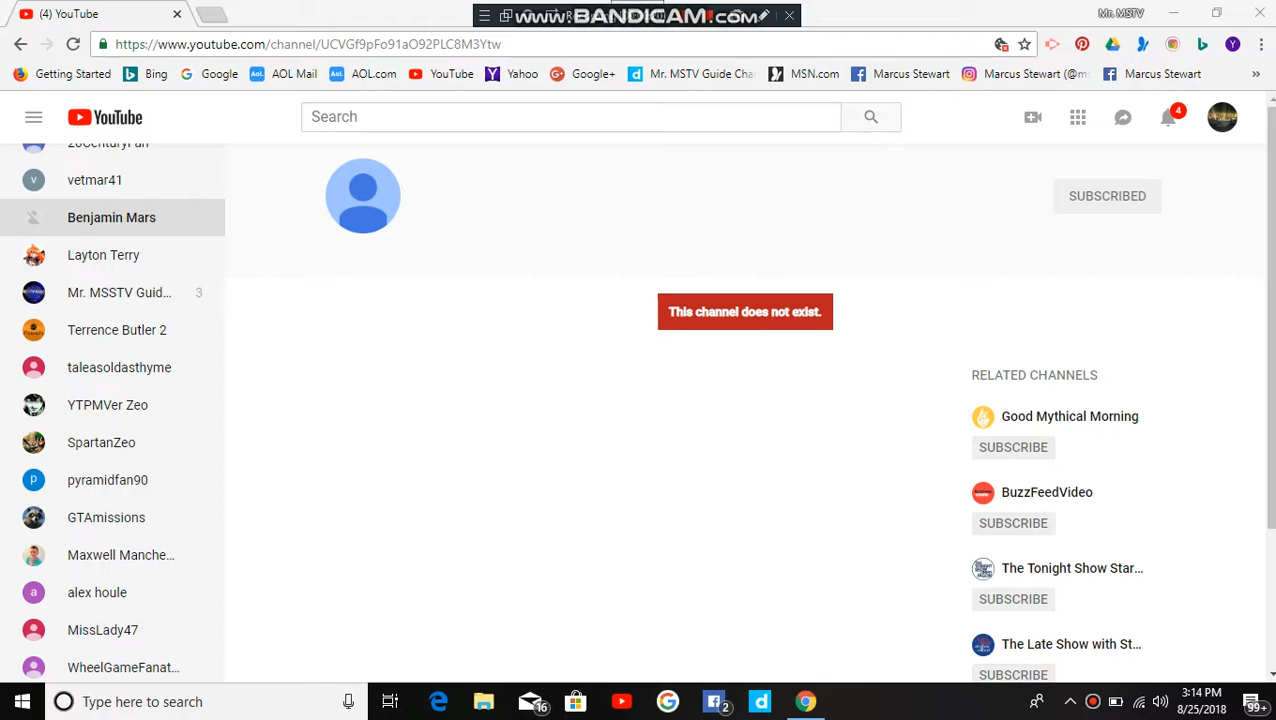 (4) YouTube
www.BANDICAM.com
Mr. MSTV
https://www.youtube.com/channel/UCVGf9pFo91aO92PLC8M3Ytw
Getting Started
Bing
Google
Aol.
AOL Mail
Aol.
AOL.com
YouTube
Yahoo
Google+
Mr. MSTV Guide Cha
MSN.com
Marcus Stewart
Marcus Stewart (@ms
Marcus Stewart
»
YouTube
Search
4
20CenturyFan
v
vetmar41
Benjamin Mars
SUBSCRIBED
Layton Terry
Mr. MSSTV Guid...
3
This channel does not exist.
Terrence Butler 2
taleasoldasthyme
RELATED CHANNELS
YTPMVer Zeo
Good Mythical Morning
SUBSCRIBE
SpartanZeo
p
pyramidfan90
BuzzFeedVideo
SUBSCRIBE
GTAmissions
Maxwell Manche...
The Tonight Show Star...
SUBSCRIBE
a
alex houle
MissLady47
The Late Show with St...
WheelGameFanat...
SUBSCRIBE
Type here to search
16
2
3:14 PM
8/25/2018
99+